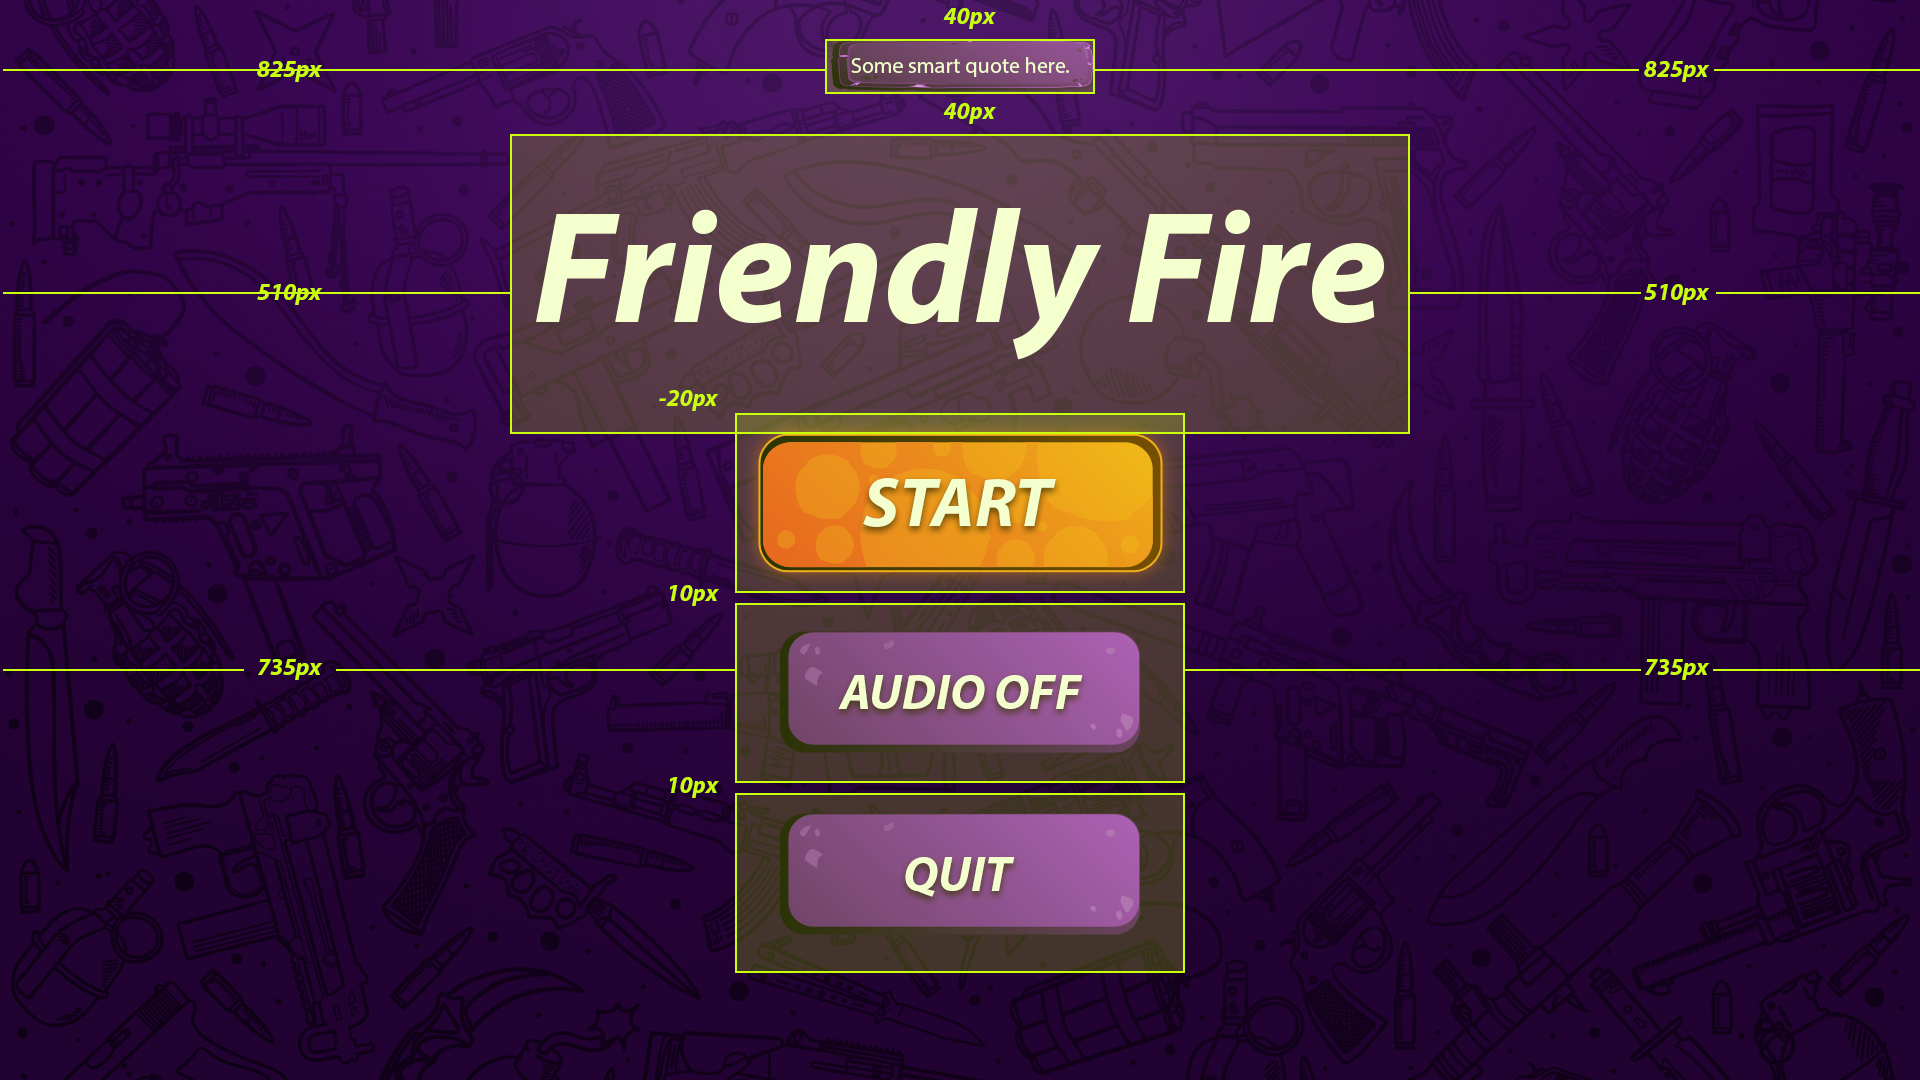 40px
825px
Some smart quote here.
825px
40px
Friendly Fire
510px
510px
-20px
START
10px
735px
AUDIO OFF
735px
10px
QUIT